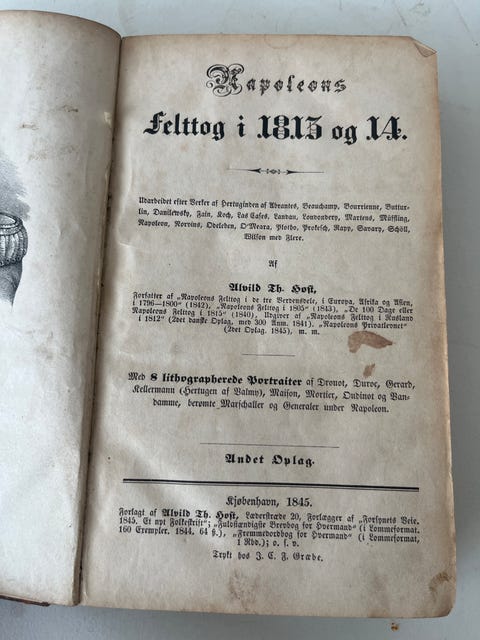 Napoleons
Felttog i 1813 og 14.
Udarbeidet efter Verker af Hertuginden af Abrantes, Beauchamp, Bourrienne, Buttur-
lin, Danilewsky, Fain, Koch, Las Cases, Landau, Londondery, Martens, Müffling,
Napoleon, Norvins, Odeleben, O'Meara, Plotho, Prokesch, Rapp, Savary, Schöll,
Wilson med Flere.
Af
Alvild Th. Høst,
Forfatter af „Napoleons Felttog i de tre Verdensdele, i Europa, Afrika og Asien,
i 1796—1800“ (1842), „Napoleons Felttog i 1805“ (1843), „De 100 Dage eller
Napoleons Felttog i 1815“ (1840), Udgiver af „Napoleons Felttog i Rusland
i 1812“ (2det danske Oplag, med 300 Anm. 1841). „Napoleons Privatlevnet“
(2det Oplag. 1845), m. m.
Med 8 lithographerede Portraiter af Drouot, Duroc, Gerard,
Kellermann (Hertugen af Valmy), Maison, Mortier, Oudinot og Van-
damme, berømte Marschaller og Generaler under Napoleon.
Andet Oplag.
Kjøbenhavn, 1845.
Forlagt af Alvild Th. Høst, Læderstræde 20, Forlægger af „Forsynets Veie.
1845. Et nyt Folkeskrift“; „Fuldstændigste Brevbog for Hvermand“ (i Lommeformat.
160 Exempler. 1844. 64 ß.), „Fremmedordbog for Hvermand“ (i Lommeformat.
1 Rbd.); o. s. v.
Trykt hos J. C. F. Græbe.